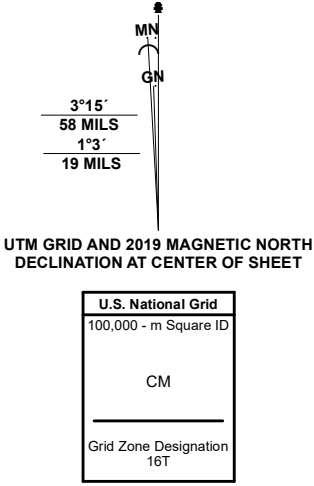 MN
GN
3°15´
58 MILS
1°3´
19 MILS
UTM GRID AND 2019 MAGNETIC NORTH
DECLINATION AT CENTER OF SHEET
U.S. National Grid
100,000 - m Square ID
CM
Grid Zone Designation
16T